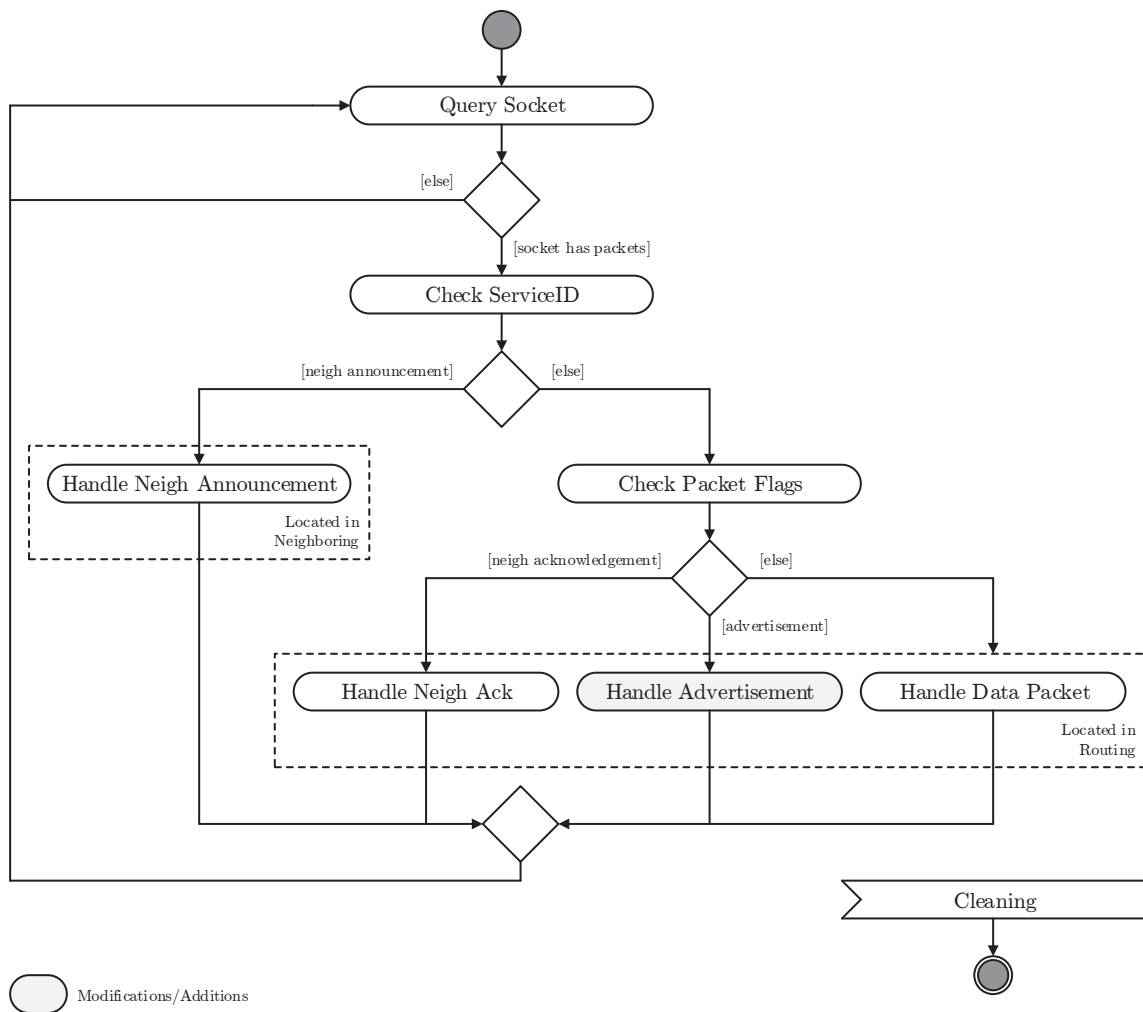 Query Socket
[else]
[socket has packets]
Check ServiceID
[neigh announcement]
[else]
Handle Neigh Announcement
Located in
Neighboring
Check Packet Flags
[neigh acknowledgement]
[else]
[advertisement]
Handle Neigh Ack
Handle Advertisement
Handle Data Packet
Located in
Routing
Cleaning
Modifications/Additions